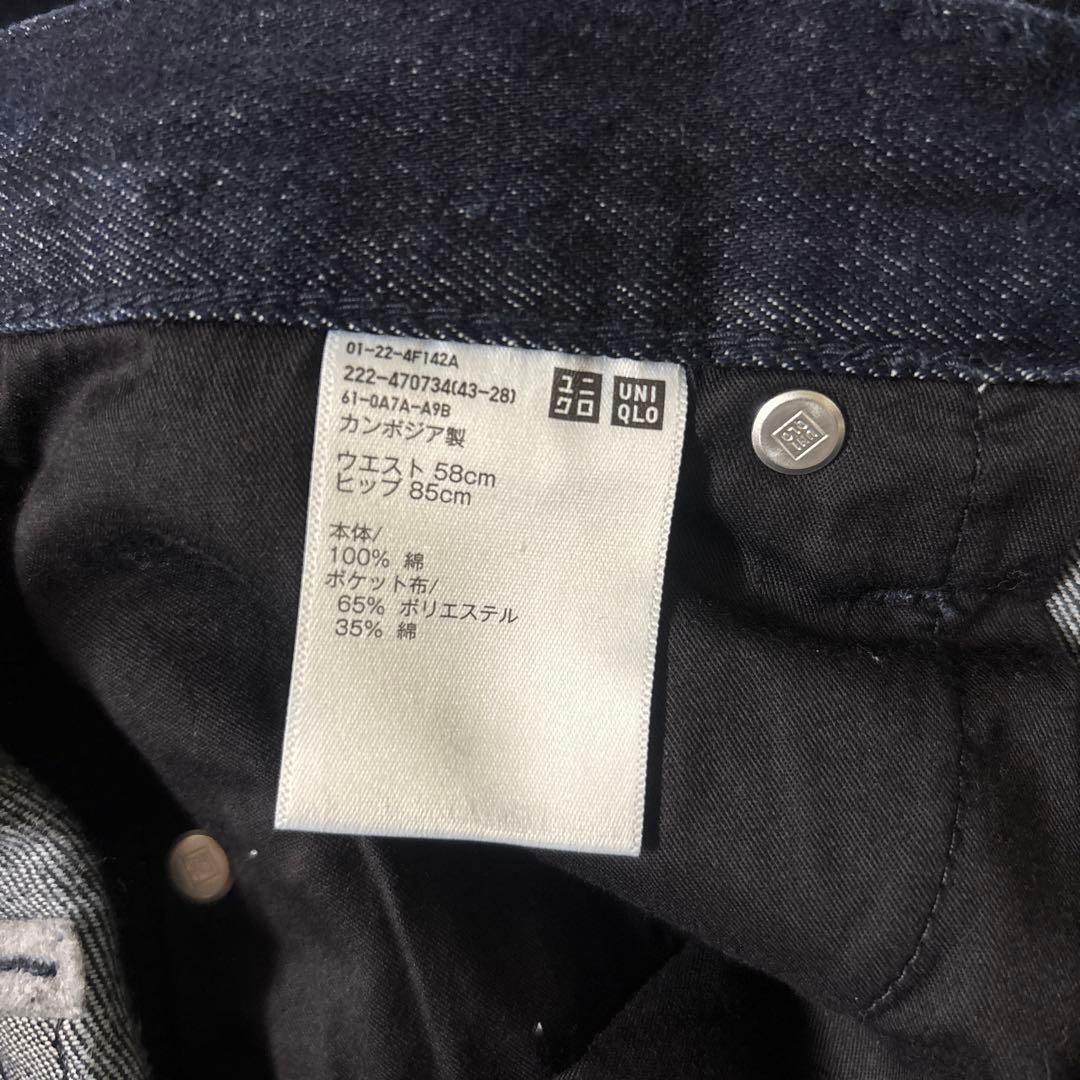 01-22-4F142A
222-470734(43-28)
61-0A7A-A9B
カンボジア製
ユニ
クロ
UNI
QLO
ウエスト 58cm
ヒップ 85cm
本体/
100% 綿
ポケット布/
65% ポリエステル
35% 綿
UNI
QLO